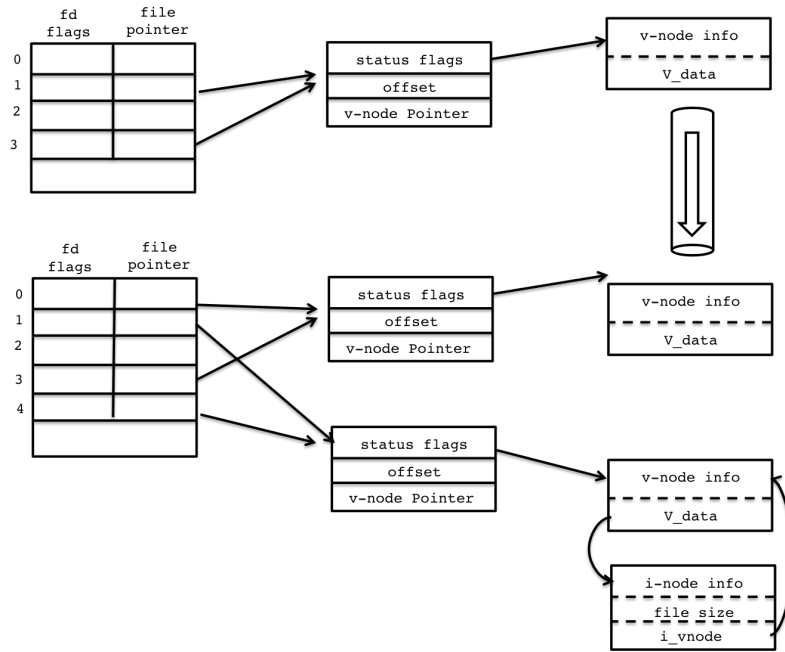 fd
flags
file
pointer
0
1
2
3
status flags
offset
v-node Pointer
v-node info
V_data
fd
flags
file
pointer
0
1
2
3
4
status flags
offset
v-node Pointer
v-node info
V_data
status flags
offset
v-node Pointer
v-node info
V_data
i-node info
file size
i_vnode